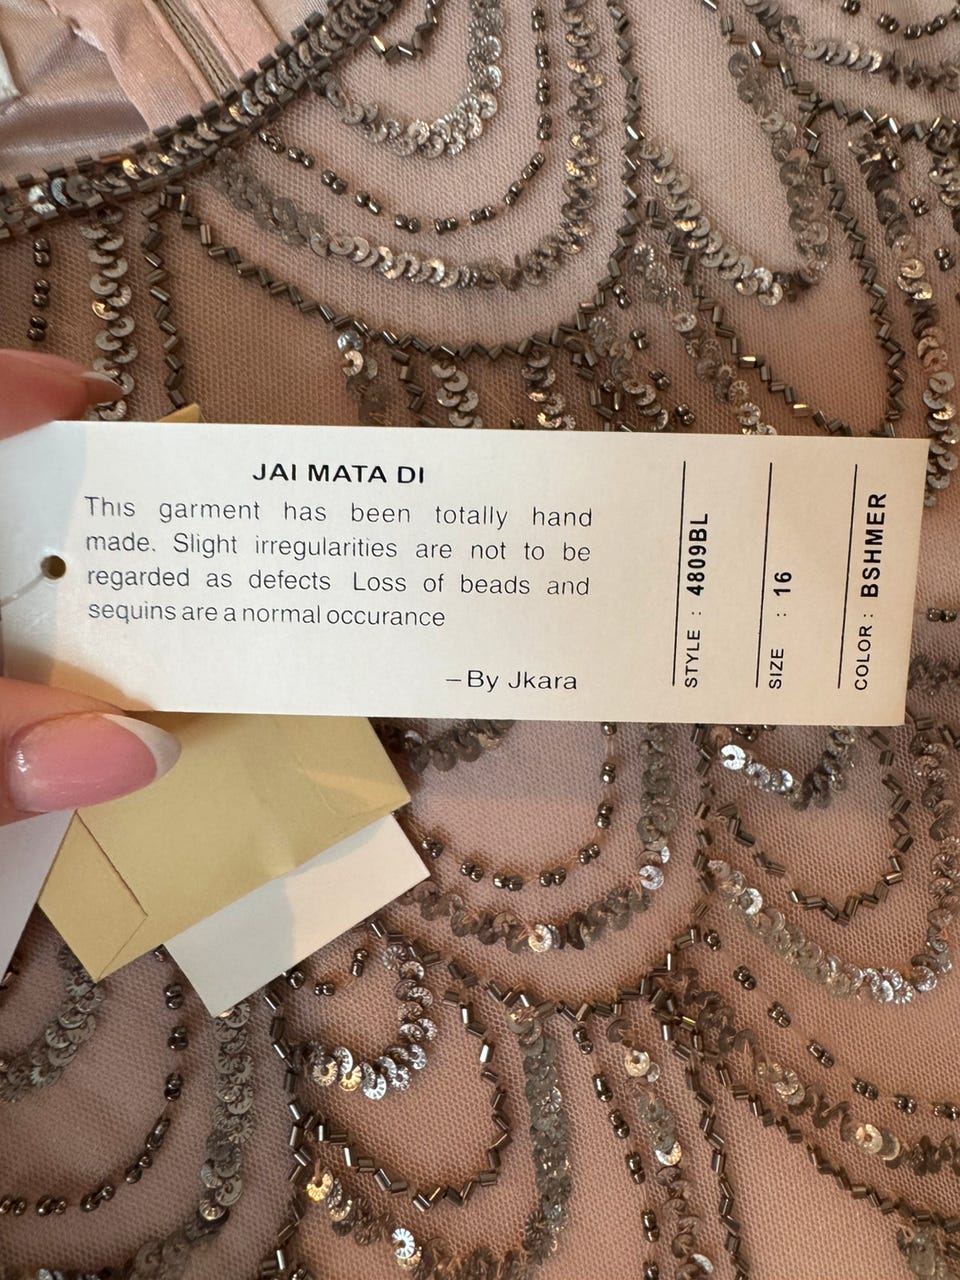 JAI MATA DI
This garment has been totally hand
made. Slight irregularities are not to be
regarded as defects Loss of beads and
sequins are a normal occurance
– By Jkara
STYLE : 4809BL
SIZE : 16
COLOR : BSHMER